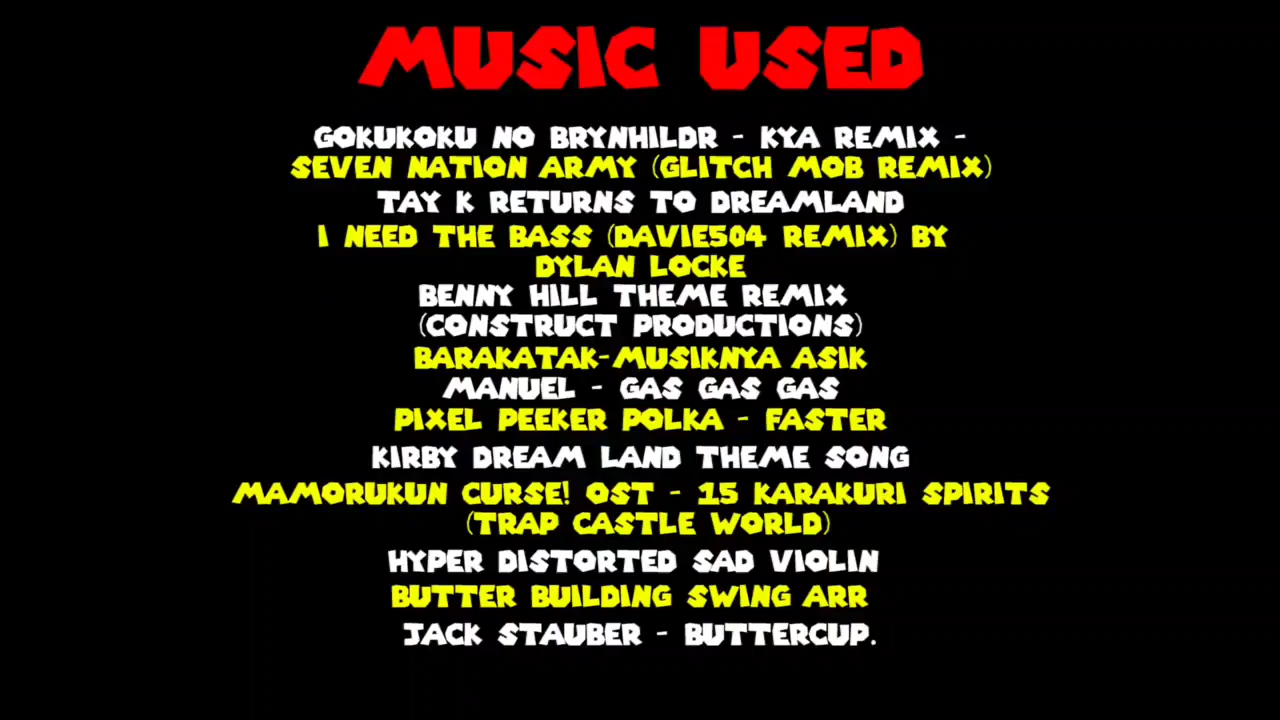 MUSIC USED
GOKUKOKU NO BRYNHILDR - KYA REMIX -
SEVEN NATION ARMY (GLITCH MOB REMIX)
TAY K RETURNS TO DREAMLAND
I NEED THE BASS (DAVIE504 REMIX) BY
DYLAN LOCKE
BENNY HILL THEME REMIX
(CONSTRUCT PRODUCTIONS)
BARAKATAK-MUSIKNYA ASIK
MANUEL - GAS GAS GAS
PIXEL PEEKER POLKA - FASTER
KIRBY DREAM LAND THEME SONG
MAMORUKUN CURSE! OST - 15 KARAKURI SPIRITS
(TRAP CASTLE WORLD)
HYPER DISTORTED SAD VIOLIN
BUTTER BUILDING SWING ARR
JACK STAUBER - BUTTERCUP.